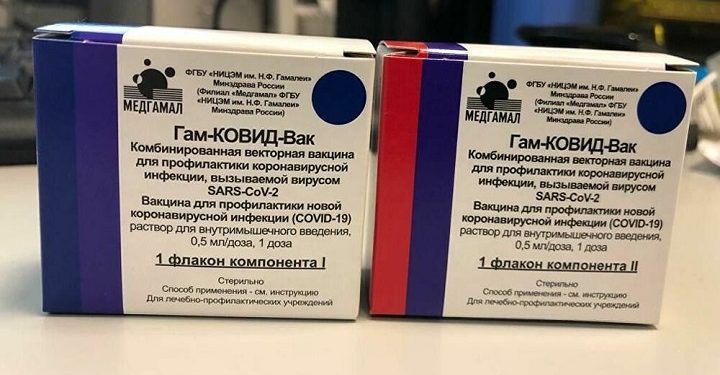 МЕДГАМАЛ
ФГБУ «НИЦЭМ им. Н.Ф. Гамалеи»
Минздрава России
(Филиал «Медгамал» ФГБУ
«НИЦЭМ им. Н.Ф. Гамалеи»
Минздрава России)
Гам-КОВИД-Вак
Комбинированная векторная вакцина
для профилактики коронавирусной
инфекции, вызываемой вирусом
SARS-CoV-2
Вакцина для профилактики новой
коронавирусной инфекции (COVID-19)
раствор для внутримышечного введения,
0,5 мл/доза, 1 доза
1 флакон компонента I
Стерильно
Способ применения - см. инструкцию
Для лечебно-профилактических учреждений
МЕДГАМАЛ
ФГБУ «НИЦЭМ им. Н.Ф. Гамалеи»
Минздрава России
(Филиал «Медгамал» ФГБУ
«НИЦЭМ им. Н.Ф. Гамалеи»
Минздрава России)
Гам-КОВИД-Вак
Комбинированная векторная вакцина
для профилактики коронавирусной
инфекции, вызываемой вирусом
SARS-CoV-2
Вакцина для профилактики новой
коронавирусной инфекции (COVID-19)
раствор для внутримышечного введения,
0,5 мл/доза, 1 доза
1 флакон компонента II
Стерильно
Способ применения - см. инструкцию
Для лечебно-профилактических учреждений